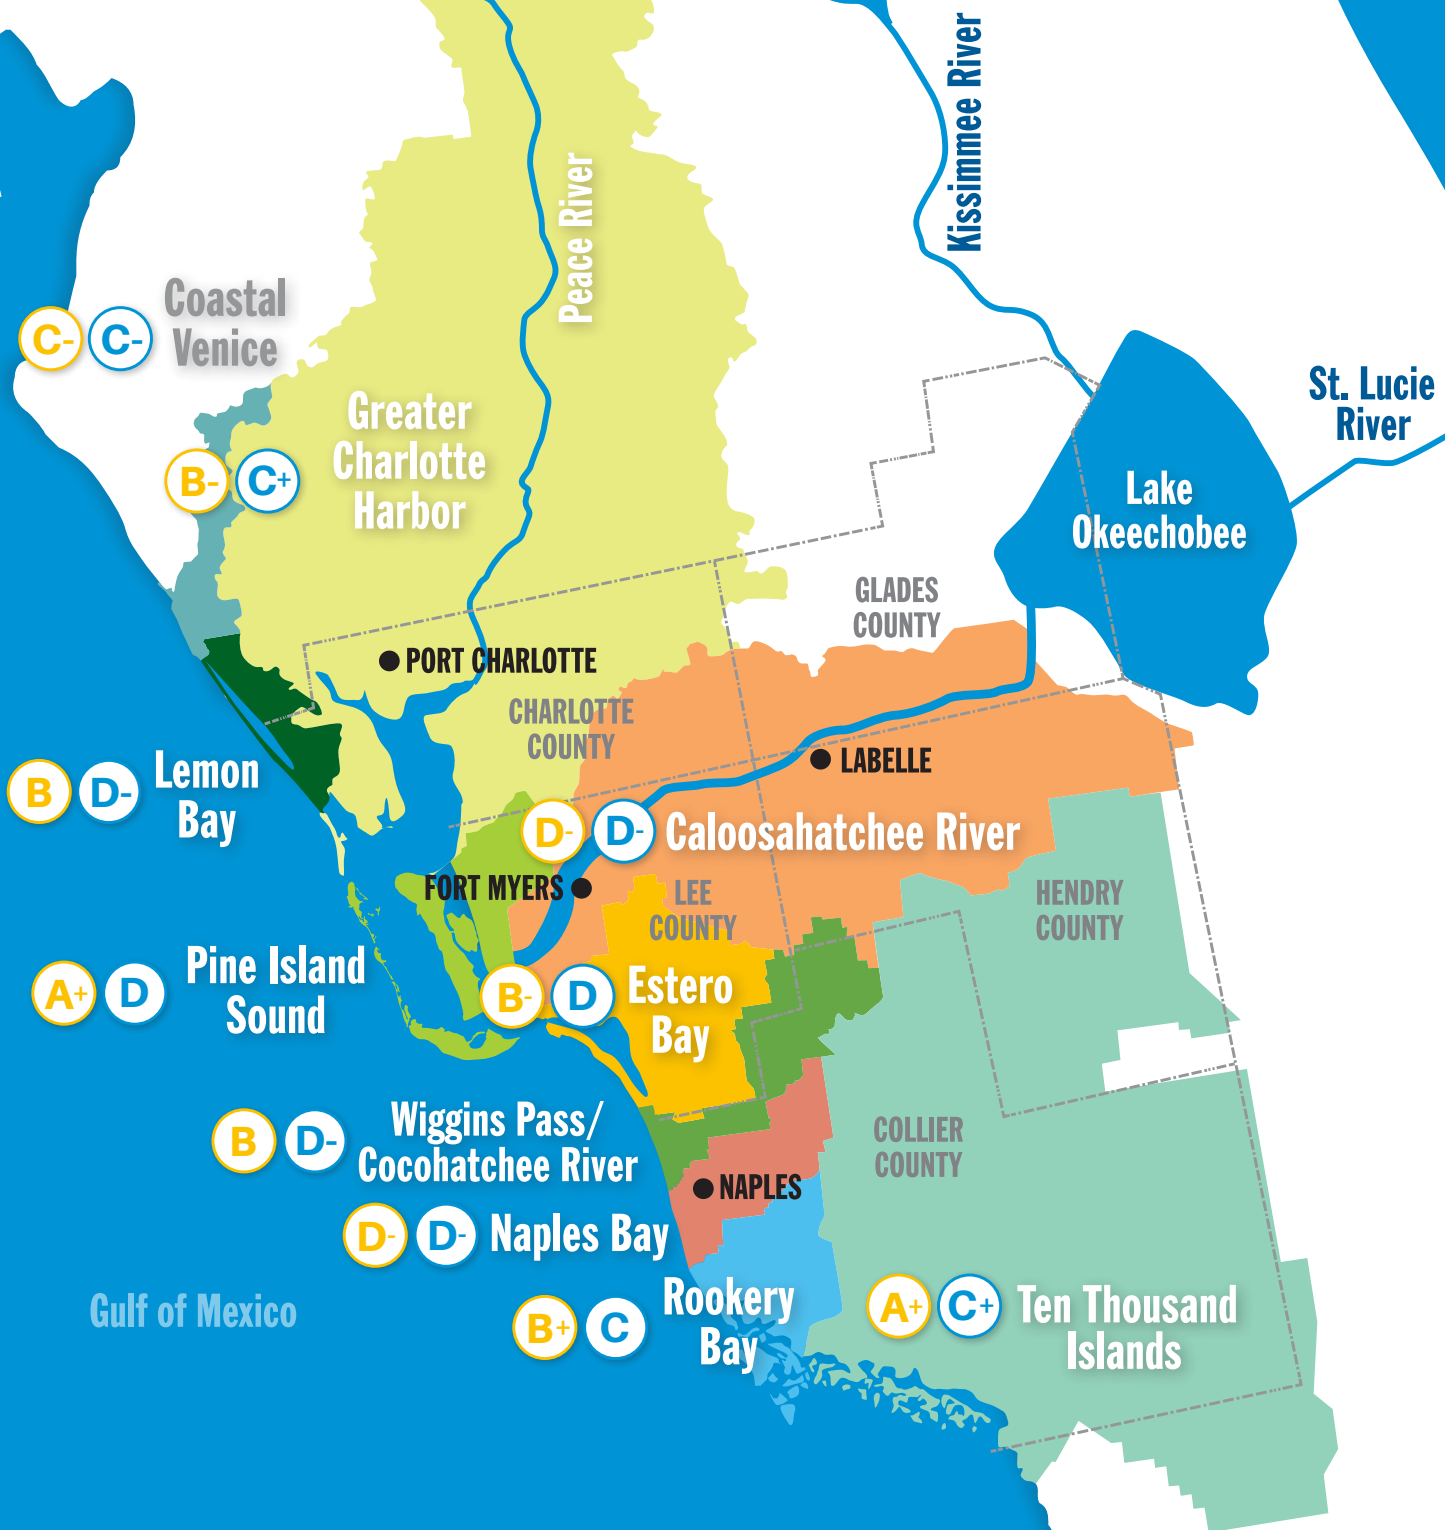 Kissimmee River
Peace River
Coastal
Venice
C- C-
St. Lucie
River
Greater
Charlotte
Harbor
B- C+
Lake
Okeechobee
GLADES
COUNTY
PORT CHARLOTTE
CHARLOTTE
COUNTY
LABELLE
Lemon
Bay
B D-
D- D- Caloosahatchee River
FORT MYERS
LEE
COUNTY
HENDRY
COUNTY
Pine Island
Sound
A+ D
B- D
Estero
Bay
Wiggins Pass/
Cocohatchee River
B D-
COLLIER
COUNTY
NAPLES
D- D- Naples Bay
Gulf of Mexico
B+ C
Rookery
Bay
A+ C+
Ten Thousand
Islands